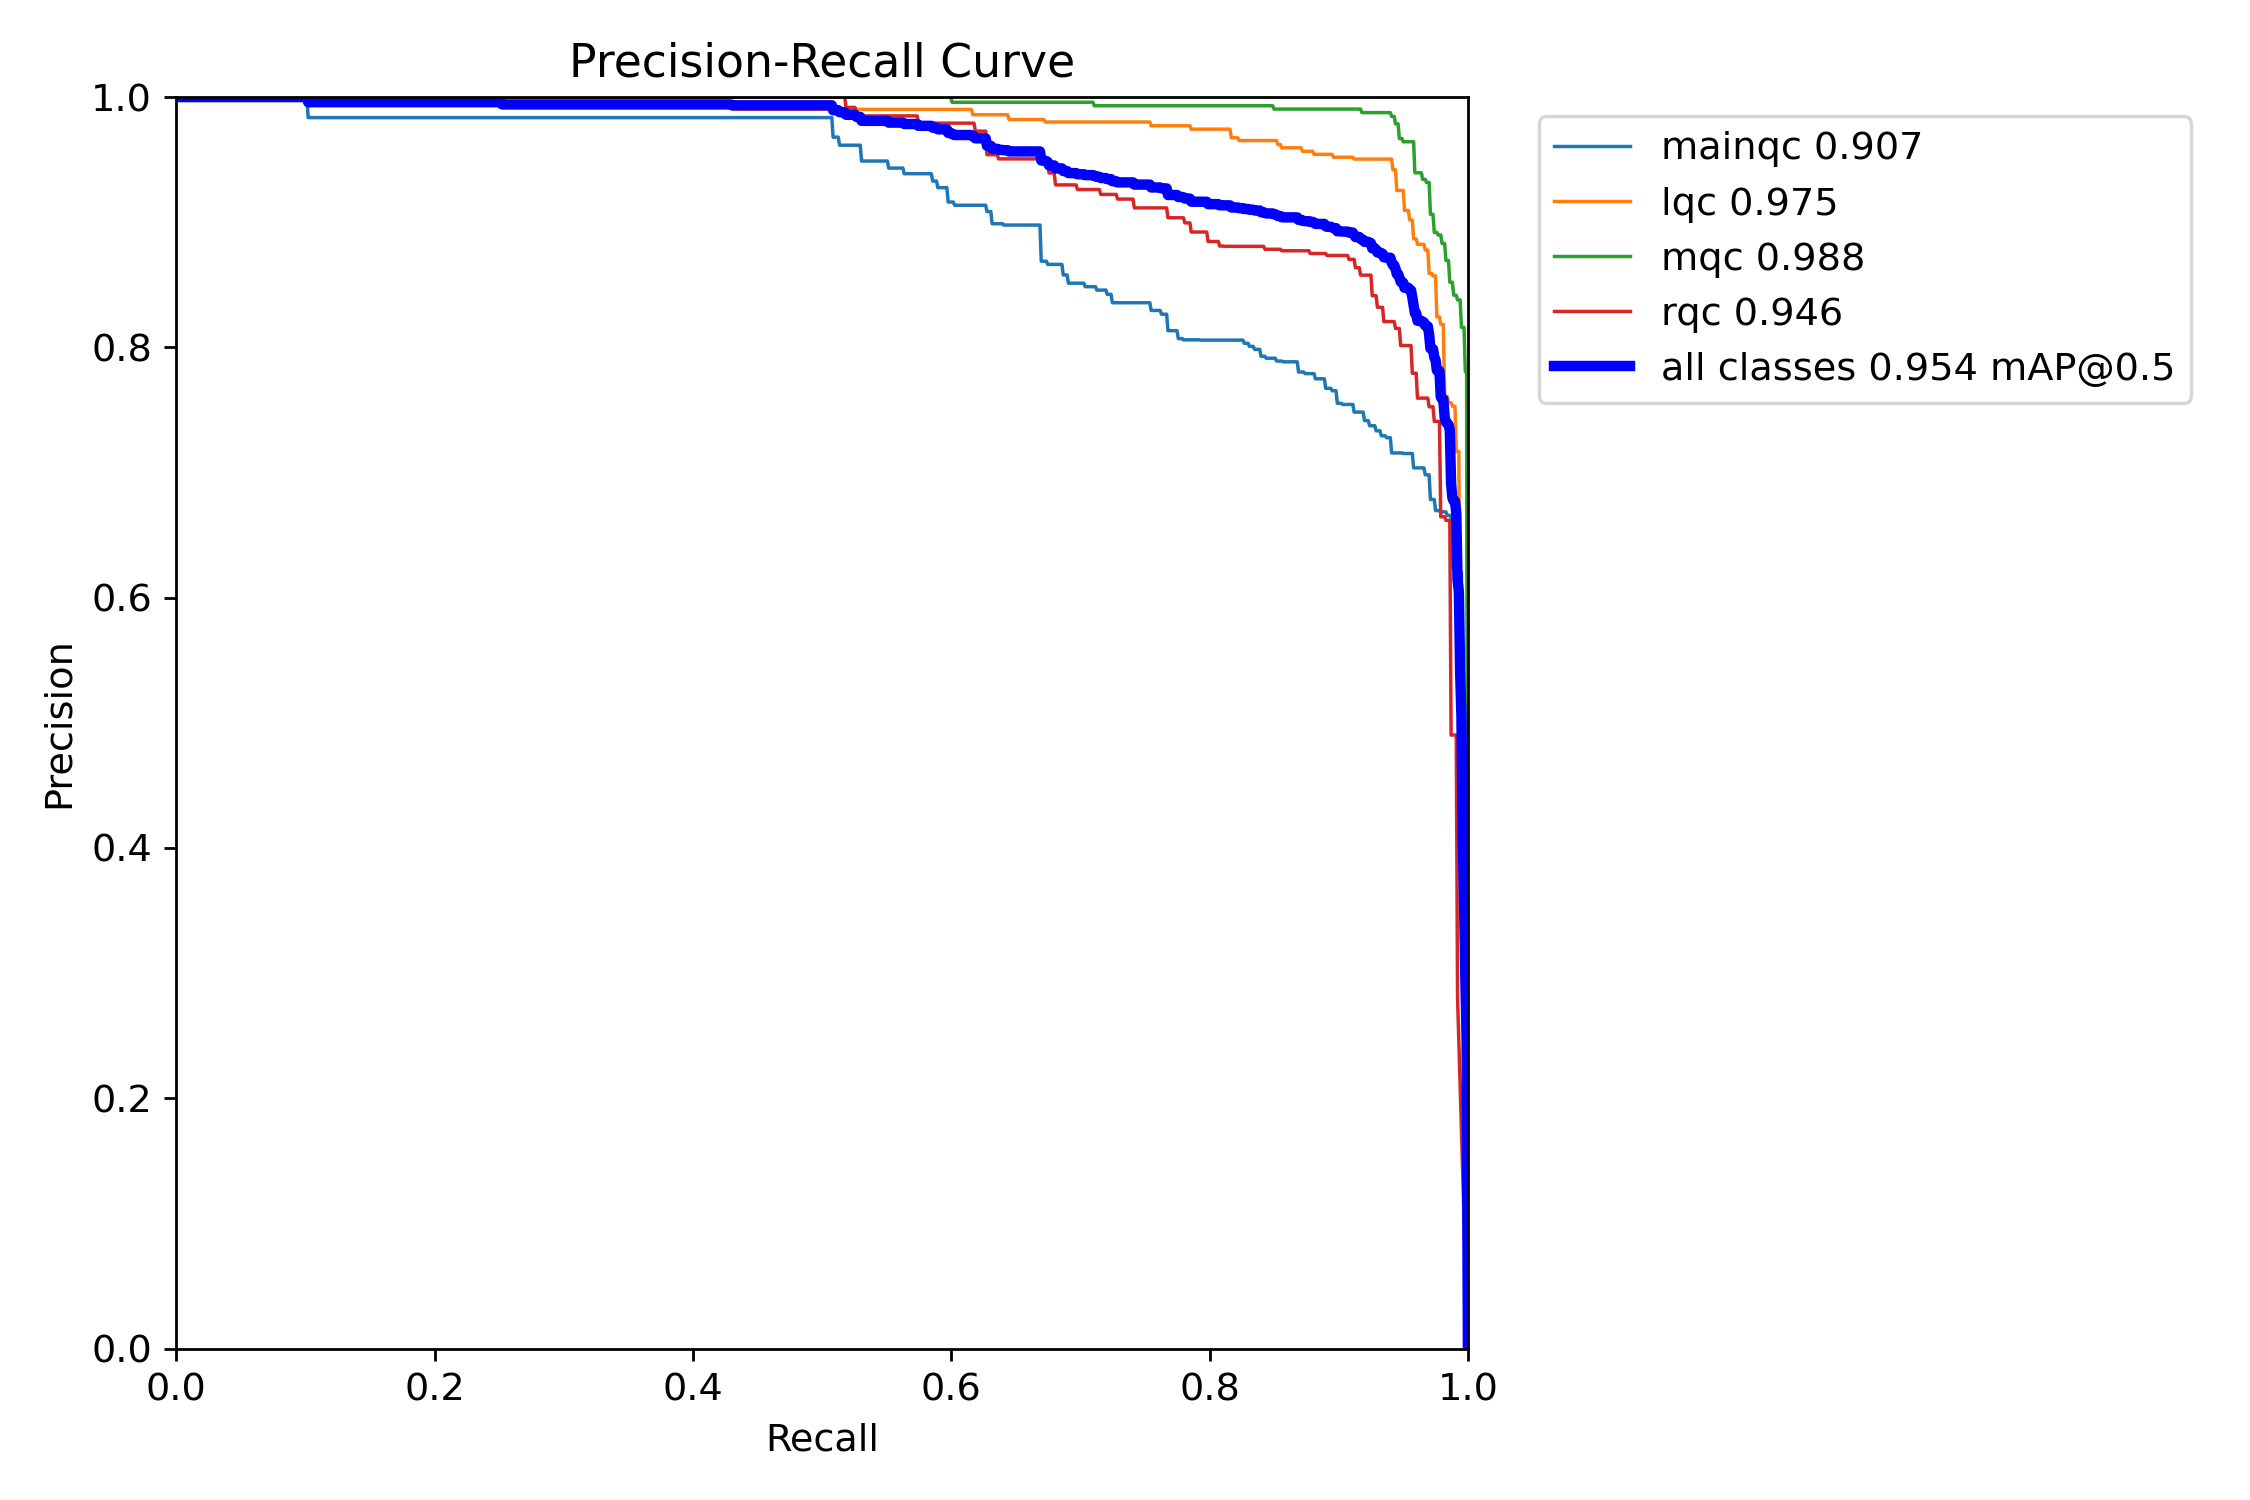 Precision-Recall Curve
1.0
0.8
0.6
0.4
0.2
0.0
Precision
0.0 0.2 0.4 0.6 0.8 1.0
Recall
mainqc 0.907
lqc 0.975
mqc 0.988
rqc 0.946
all classes 0.954 mAP@0.5